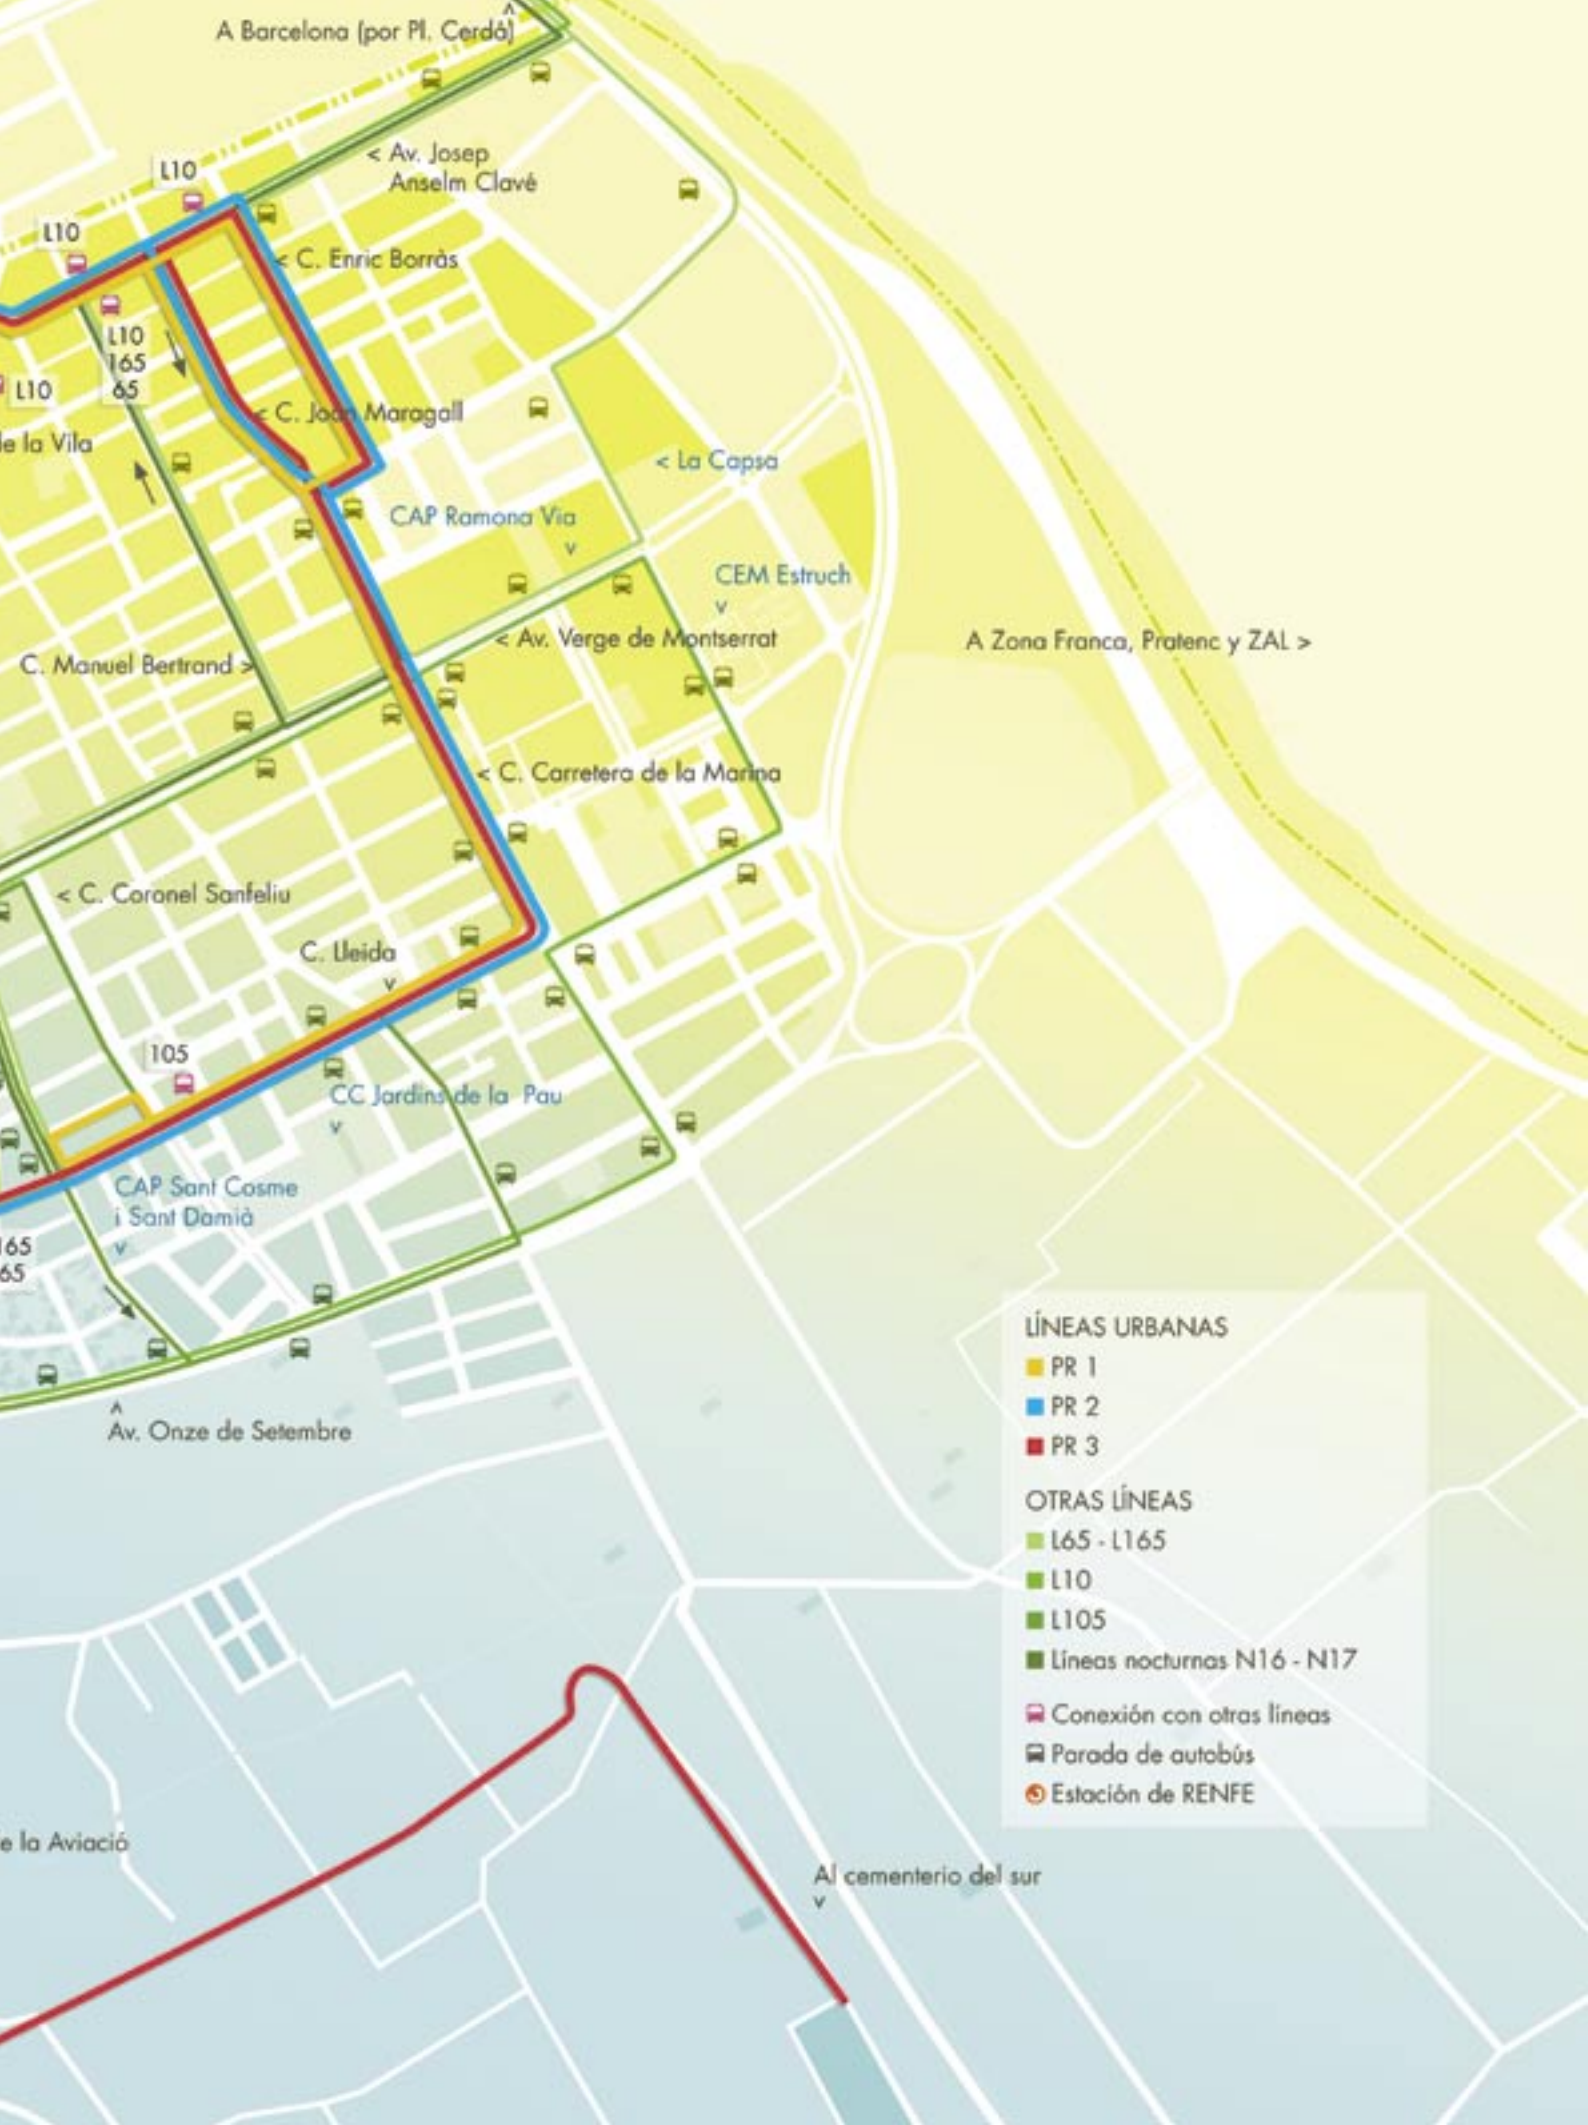 A Barcelona (por Pl. Cerdà)
^
< Av. Josep
Anselm Clavé
L10
L10
< C. Enric Borràs
L10
165
65
L10
< C. Joan Maragall
de la Vila
< La Capsa
CAP Ramona Via
v
CEM Estruch
v
< Av. Verge de Montserrat
A Zona Franca, Pratenc y ZAL >
C. Manuel Bertrand >
< C. Carretera de la Marina
< C. Coronel Sanfeliu
C. Lleida
v
105
CC Jardins de la Pau
v
CAP Sant Cosme
i Sant Damià
v
165
65
^
Av. Onze de Setembre
LÍNEAS URBANAS
PR 1
PR 2
PR 3
OTRAS LÍNEAS
L65 - L165
L10
L105
Líneas nocturnas N16 - N17
Conexión con otras líneas
Parada de autobús
Estación de RENFE
e la Aviació
Al cementerio del sur
v